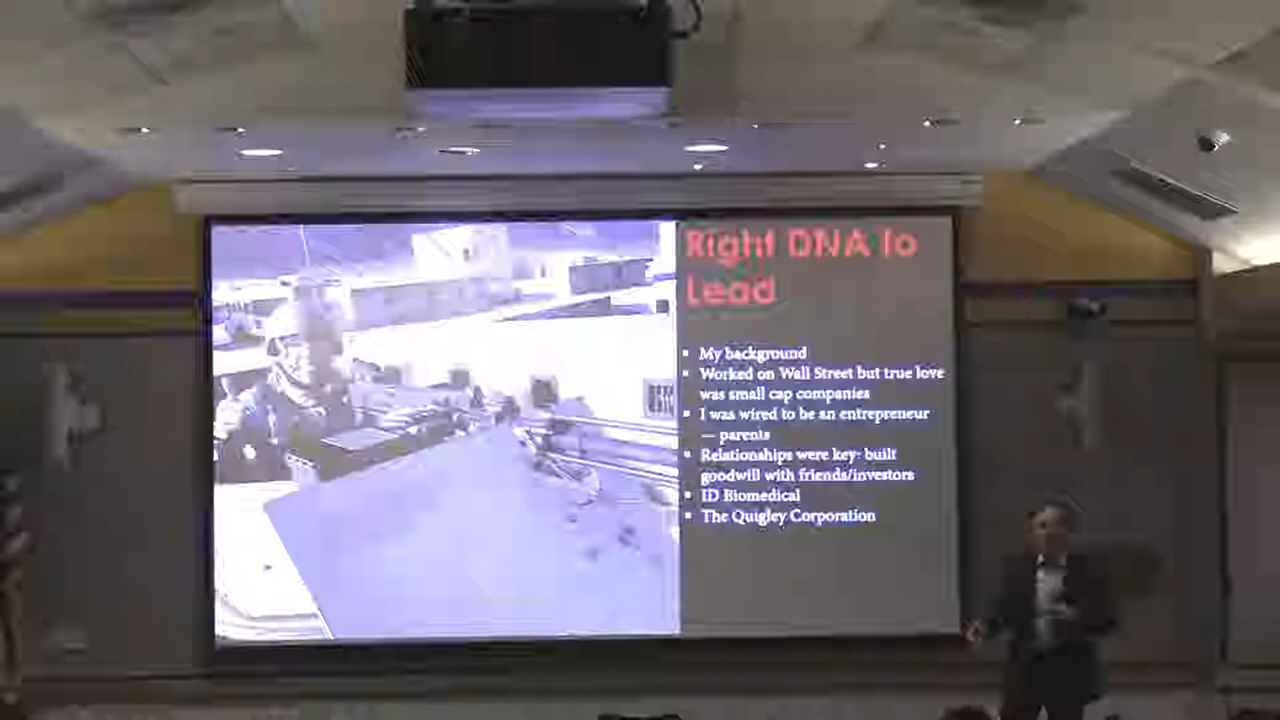 Right DNA to
Lead
▪ My background
▪ Worked on Wall Street but true love
was small cap companies
▪ I was wired to be an entrepreneur
— parents
▪ Relationships were key: built
goodwill with friends/investors
▪ ID Biomedical
▪ The Quigley Corporation